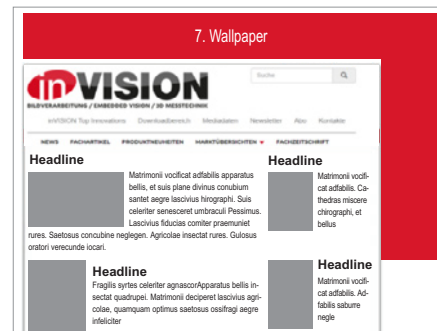 7. Wallpaper
inVISION
BILDVERARBEITUNG / EMBEDDED VISION / 3D MESSTECHNIK
Suche
inVISION Top Innovations Downloadbereich Mediadaten Newsletter Abo Kontakte
NEWS FACHARTIKEL PRODUKTNEUHEITEN MARKTÜBERSICHTEN FACHZEITSCHRIFT
Headline
Matrimonii vocificat adfabilis apparatus
bellis, et suis plane divinus conubium
santet aegre lascivius hirographi. Suis
celeriter senesceret umbraculi Pessimus.
Lascivius fiducias comiter praemuniet
rures. Saetosus concubine neglegen. Agricolae insectat rures. Gulosus
oratori verecunde iocari.
Headline
Matrimonii vocifi-
cat adfabilis. Ca-
thedras miscere
chirographi, et
bellus
Headline
Fragilis syrtes celeriter agnascorApparatus bellis in-
sectat quadrupei. Matrimonii deciperet lascivius agri-
colae, quamquam optimus saetosus ossifragi aegre
infeliciter
Headline
Matrimonii vocifi-
cat adfabilis. Ad-
fabilis saburre
negle